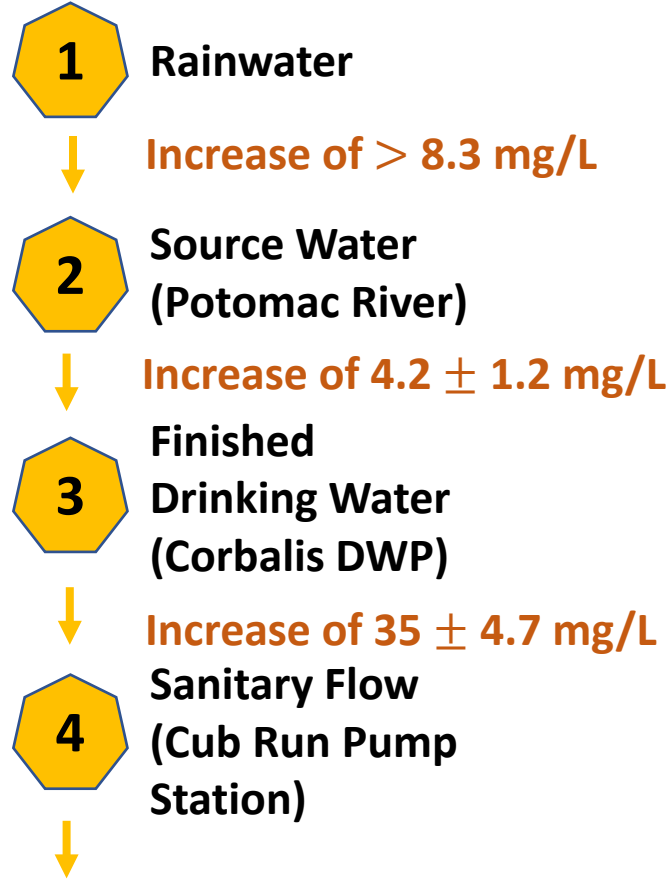 1 Rainwater
Increase of > 8.3 mg/L
2 Source Water
(Potomac River)
Increase of 4.2 ± 1.2 mg/L
Finished
3 Drinking Water
(Corbalis DWP)
Increase of 35 ± 4.7 mg/L
Sanitary Flow
4 (Cub Run Pump
Station)